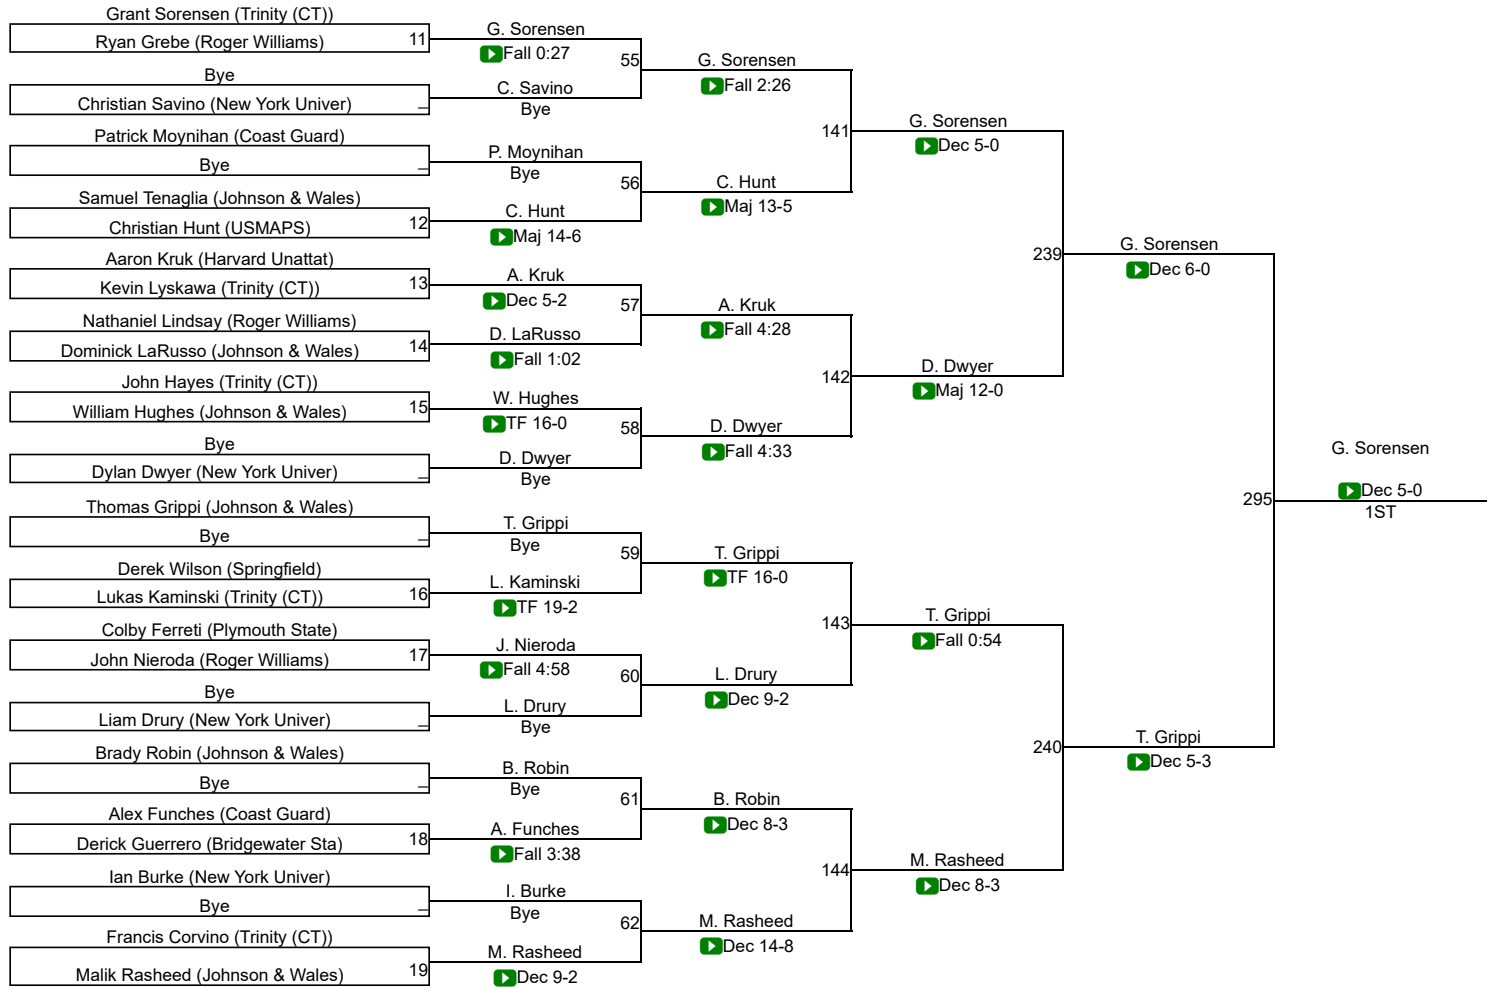 Grant Sorensen (Trinity (CT))
Ryan Grebe (Roger Williams)
11
Bye
Christian Savino (New York Univer)
_
Patrick Moynihan (Coast Guard)
Bye
_
Samuel Tenaglia (Johnson & Wales)
Christian Hunt (USMAPS)
12
Aaron Kruk (Harvard Unattat)
Kevin Lyskawa (Trinity (CT))
13
Nathaniel Lindsay (Roger Williams)
Dominick LaRusso (Johnson & Wales)
14
John Hayes (Trinity (CT))
William Hughes (Johnson & Wales)
15
Bye
Dylan Dwyer (New York Univer)
_
Thomas Grippi (Johnson & Wales)
Bye
_
Derek Wilson (Springfield)
Lukas Kaminski (Trinity (CT))
16
Colby Ferreti (Plymouth State)
John Nieroda (Roger Williams)
17
Bye
Liam Drury (New York Univer)
_
Brady Robin (Johnson & Wales)
Bye
_
Alex Funches (Coast Guard)
Derick Guerrero (Bridgewater Sta)
18
Ian Burke (New York Univer)
Bye
_
Francis Corvino (Trinity (CT))
Malik Rasheed (Johnson & Wales)
19
G. Sorensen
Fall 0:27
55
C. Savino
Bye
P. Moynihan
Bye
56
C. Hunt
Maj 14-6
A. Kruk
Dec 5-2
57
D. LaRusso
Fall 1:02
W. Hughes
TF 16-0
58
D. Dwyer
Bye
T. Grippi
Bye
59
L. Kaminski
TF 19-2
J. Nieroda
Fall 4:58
60
L. Drury
Bye
B. Robin
Bye
61
A. Funches
Fall 3:38
I. Burke
Bye
62
M. Rasheed
Dec 9-2
G. Sorensen
Fall 2:26
141
C. Hunt
Maj 13-5
A. Kruk
Fall 4:28
142
D. Dwyer
Fall 4:33
T. Grippi
TF 16-0
143
L. Drury
Dec 9-2
B. Robin
Dec 8-3
144
M. Rasheed
Dec 14-8
G. Sorensen
Dec 5-0
239
D. Dwyer
Maj 12-0
T. Grippi
Fall 0:54
240
M. Rasheed
Dec 8-3
G. Sorensen
Dec 6-0
295
T. Grippi
Dec 5-3
G. Sorensen
Dec 5-0
1ST